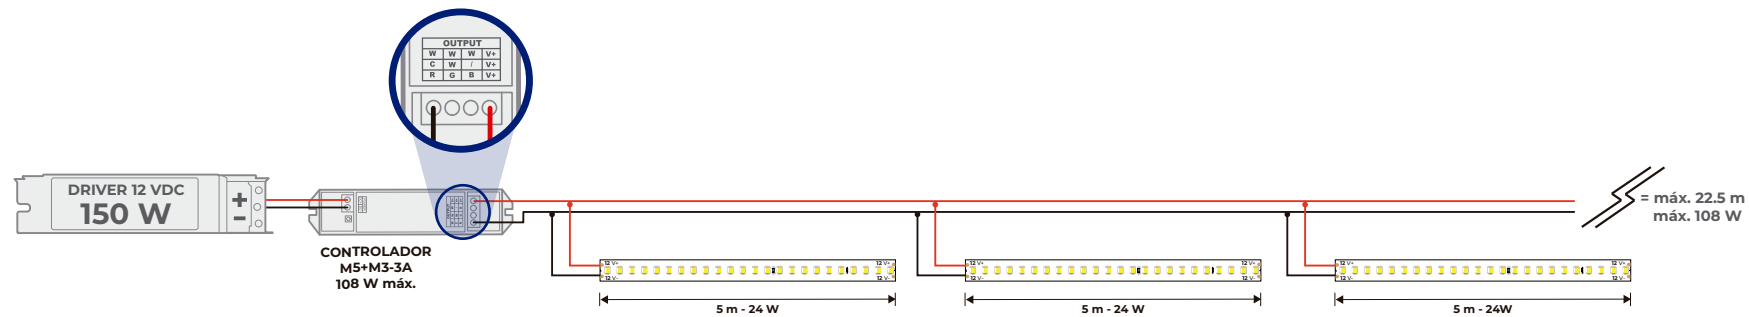 OUTPUT
W W W V+
C W / V+
R G B V+
DRIVER 12 VDC
150 W
+
-
CONTROLADOR
M5+M3-3A
108 W máx.
12 V+ 12 V+
12 V- 12 V-
5 m - 24 W
12 V+ 12 V+
12 V- 12 V-
5 m - 24 W
12 V+ 12 V+
12 V- 12 V-
5 m - 24W
= máx. 22.5 m
máx. 108 W